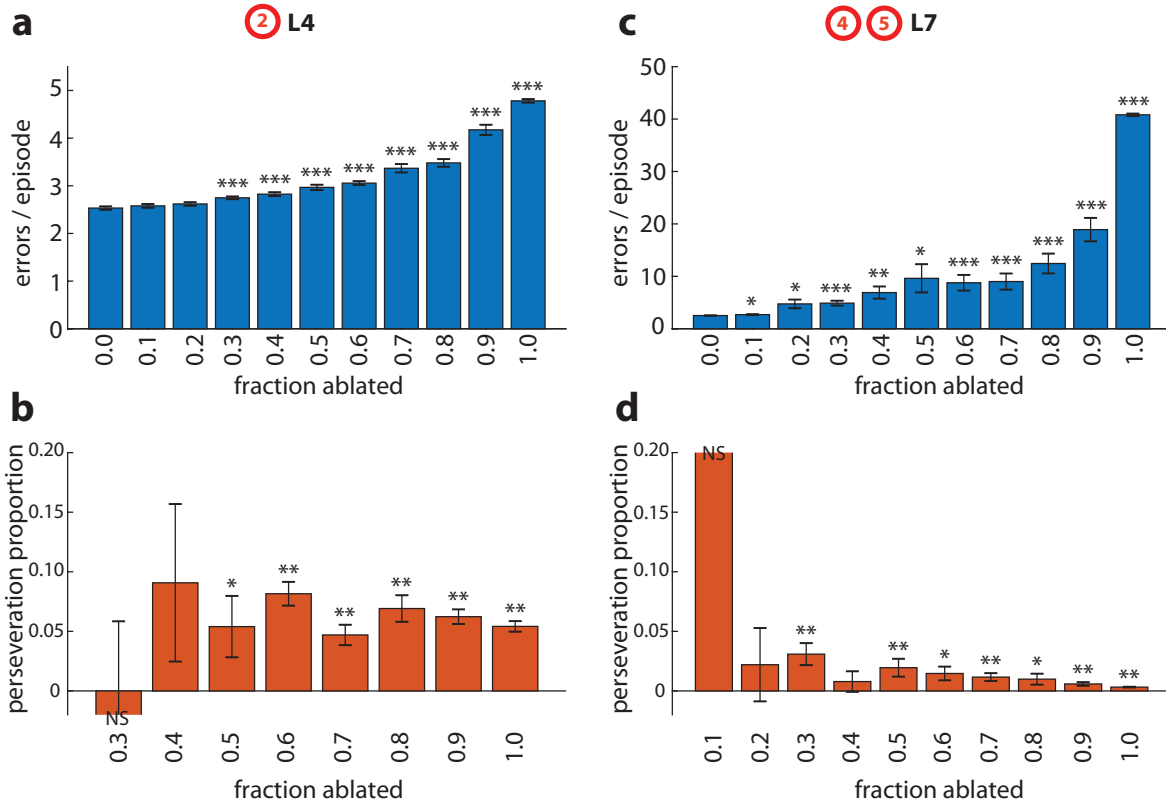 a
2 L4
errors / episode
5
4
3
2
1
0
***
***
***
***
***
***
***
***
0.0 0.1 0.2 0.3 0.4 0.5 0.6 0.7 0.8 0.9 1.0
fraction ablated
b
perseveration proportion
0.20
0.15
0.10
0.05
0
NS
*
**
**
**
**
**
0.3 0.4 0.5 0.6 0.7 0.8 0.9 1.0
fraction ablated
c
4 5 L7
errors / episode
50
40
30
20
10
0
*
*
***
**
*
***
***
***
***
***
0.0 0.1 0.2 0.3 0.4 0.5 0.6 0.7 0.8 0.9 1.0
fraction ablated
d
perseveration proportion
0.20
0.15
0.10
0.05
0
NS
**
**
*
**
*
**
**
0.1 0.2 0.3 0.4 0.5 0.6 0.7 0.8 0.9 1.0
fraction ablated